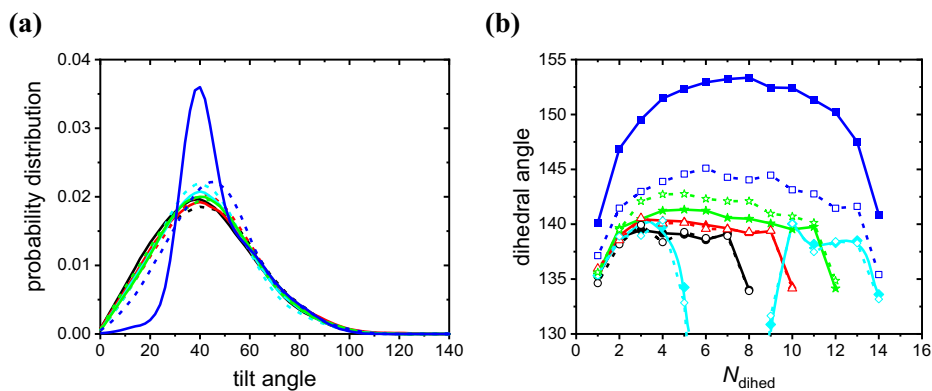 (a)
(b)
probability distribution
0.04
0.03
0.02
0.01
0.00
0 20 40 60 80 100 120 140
tilt angle
dihedral angle
155
150
145
140
135
130
0 2 4 6 8 10 12 14 16
N_dihed